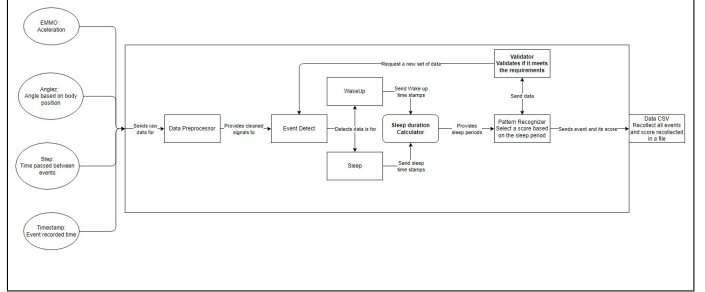 EMMO :
Aceleration
Anglez:
Angle based on body
position
Step:
Time passed between
events
Timestamp:
Event recorded time
Sends raw
data for
Data Preprocessor
Provides cleaned
signals to
Event Detect
Request a new set of data
WakeUp
Detects data is for
Sleep
Send Wake up
time stamps
Sleep duration
Calculator
Send sleep
time stamps
Provides
sleep periods
Validator
Validates if it meets
the requirements
Send data
Pattern Recognizer
Select a score based
on the sleep period
Sends event and its score
Data CSV
Recollect all events
and score recollected
in a file